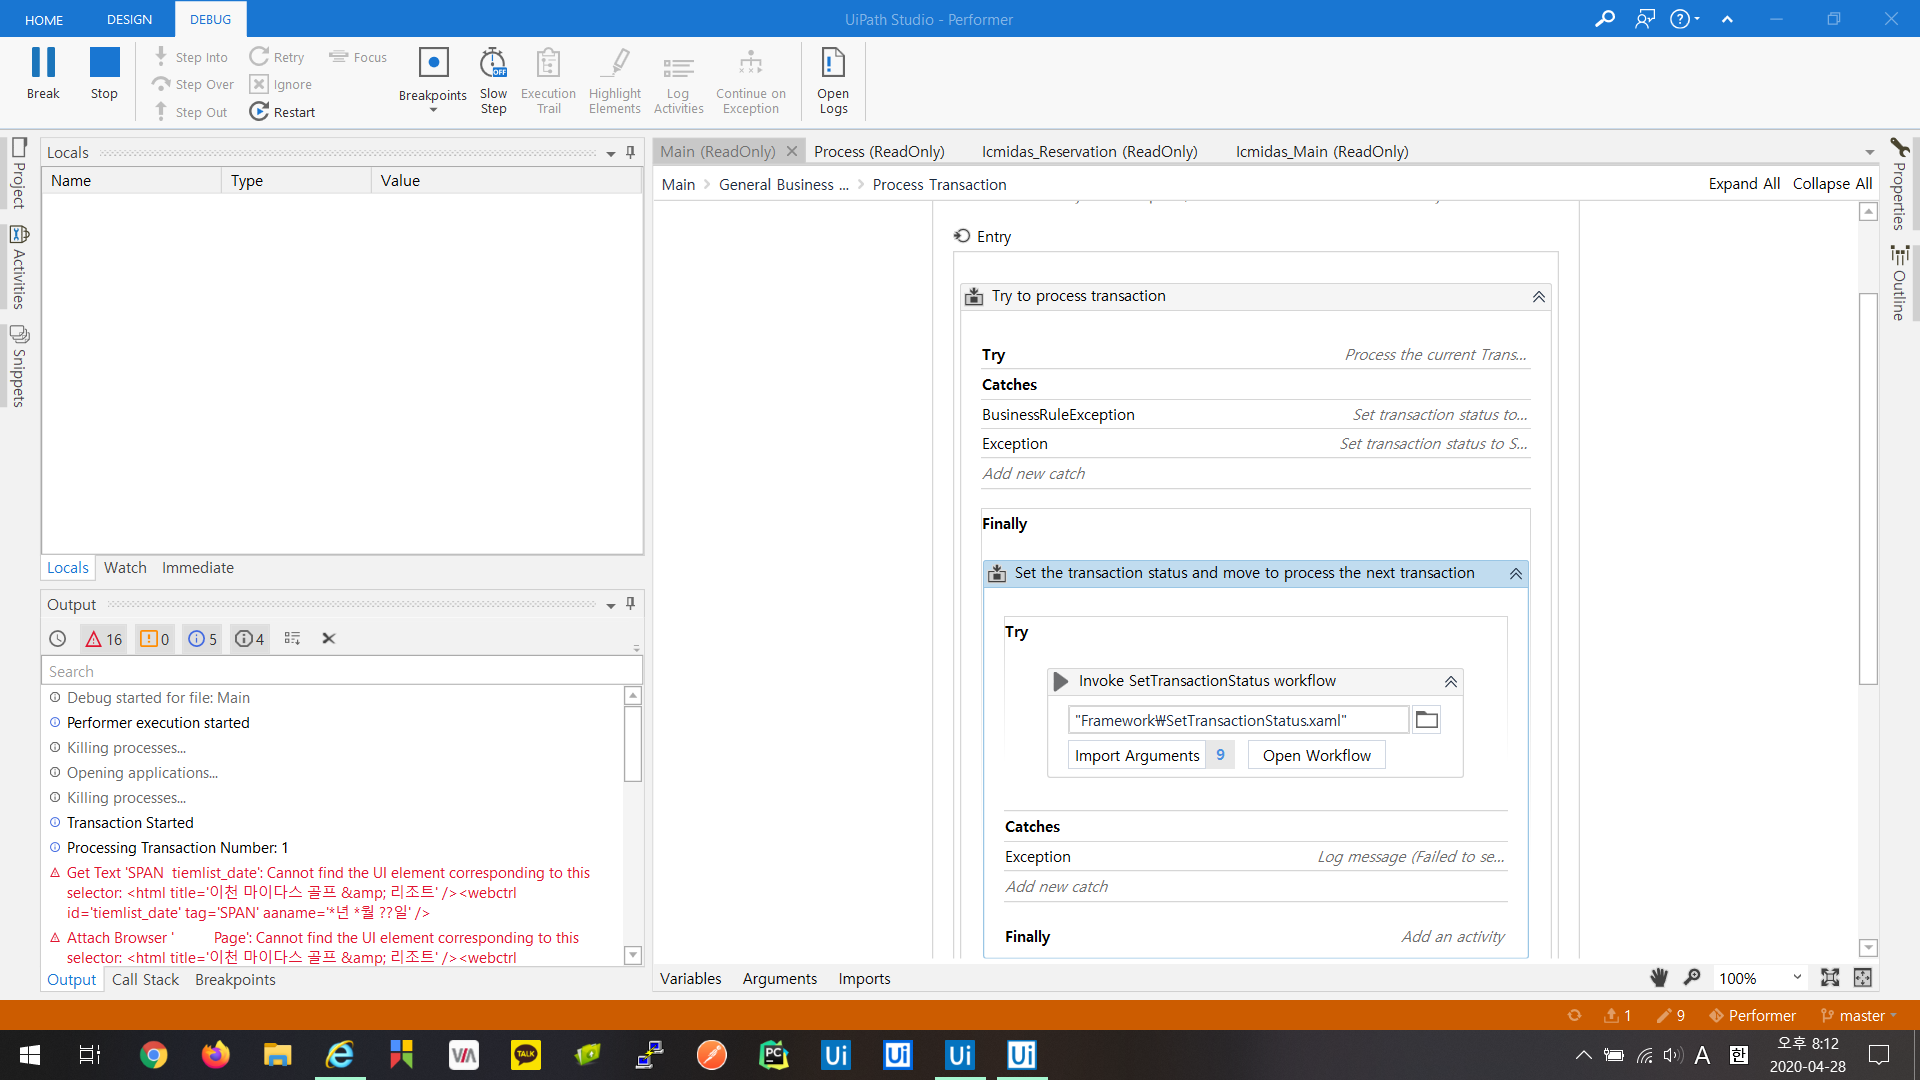 HOME DESIGN DEBUG UiPath Studio - Performer
Break
Stop
Step Into
Step Over
Step Out
Retry
Ignore
Restart
Focus
Breakpoints
Slow Step
OFF
Execution Trail
Highlight Elements
Log Activities
Continue on Exception
Open Logs
Project
Activities
Snippets
Locals
Name Type Value
Locals Watch Immediate
Output
16 0 5 4
Search
Debug started for file: Main
Performer execution started
Killing processes...
Opening applications...
Killing processes...
Transaction Started
Processing Transaction Number: 1
Get Text 'SPAN tiemlist_date': Cannot find the UI element corresponding to this
selector: <html title='이천 마이다스 골프 &amp; 리조트' /><webctrl
id='tiemlist_date' tag='SPAN' aaname='*년 *월 ??일' />
Attach Browser ' Page': Cannot find the UI element corresponding to this
selector: <html title='이천 마이다스 골프 &amp; 리조트' /><webctrl
Output Call Stack Breakpoints
Main (ReadOnly) Process (ReadOnly) Icmidas_Reservation (ReadOnly) Icmidas_Main (ReadOnly)
Main > General Business ... > Process Transaction
Expand All Collapse All
Entry
Try to process transaction
Try Process the current Trans...
Catches
BusinessRuleException Set transaction status to...
Exception Set transaction status to S...
Add new catch
Finally
Set the transaction status and move to process the next transaction
Try
Invoke SetTransactionStatus workflow
"Framework₩SetTransactionStatus.xaml"
Import Arguments 9 Open Workflow
Catches
Exception Log message (Failed to se...
Add new catch
Finally Add an activity
Variables Arguments Imports
100%
Properties
Outline
1 9 Performer master
VIA TALK PC Ui Ui Ui Ui
A 한
오후 8:12
2020-04-28